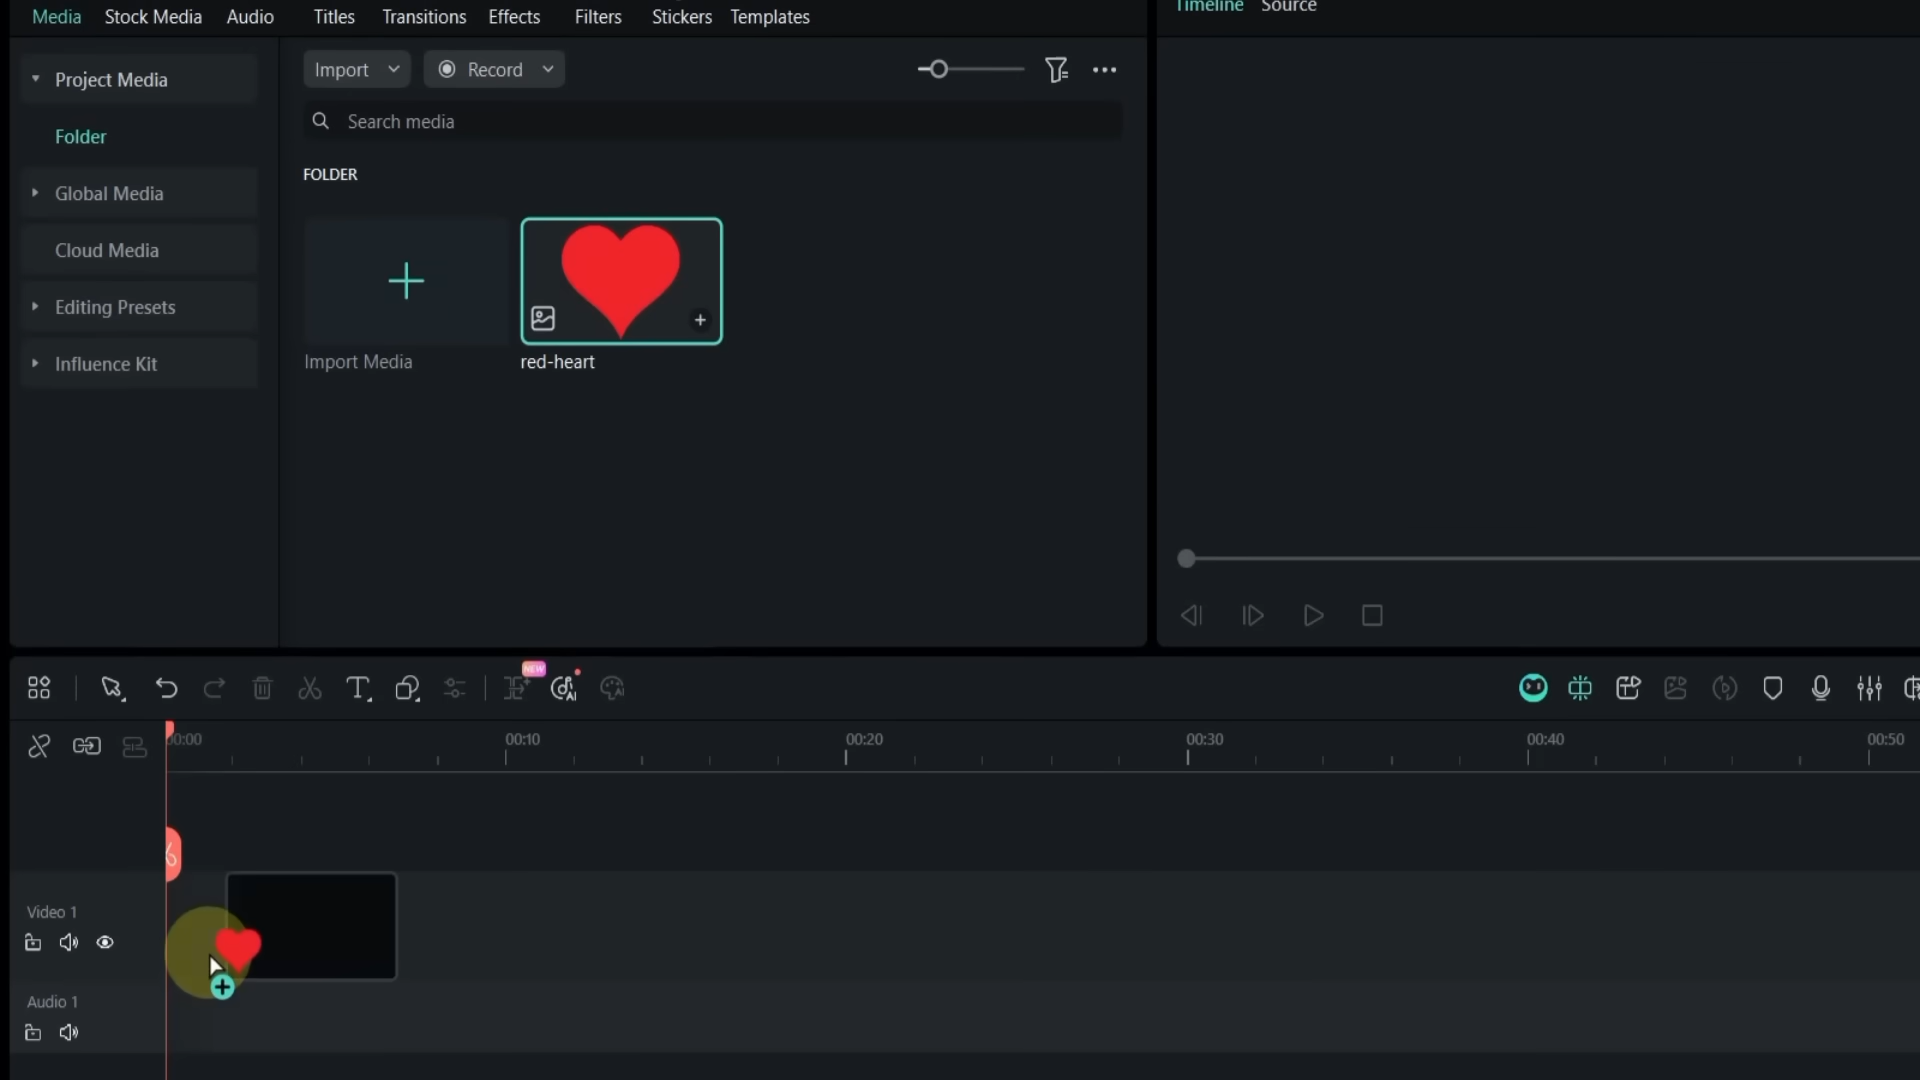 Media Stock Media Audio Titles Transitions Effects Filters Stickers Templates
Timeline Source
Project Media
Folder
Global Media
Cloud Media
Editing Presets
Influence Kit
Import Record
Search media
FOLDER
Import Media
red-heart
NEW
AI
AI
00:00 00:10 00:20 00:30 00:40 00:50
Video 1
Audio 1